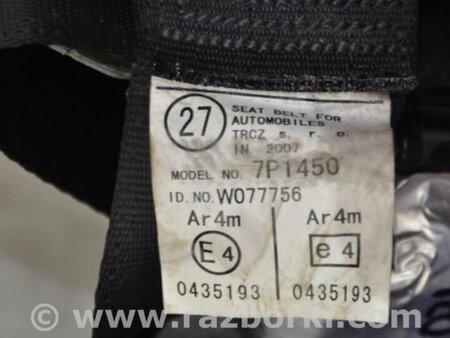 27
SEAT BELT FOR
AUTOMOBILES
TRCZ s. r. o.
IN 2007
MODEL NO. 7P1450
ID. NO. W077756
Ar4m Ar4m
E4 e4
0435193 0435193
© www.razborki.com